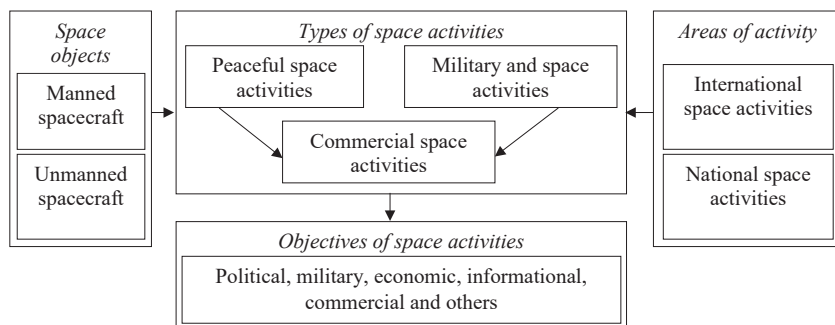 Space
objects
Manned
spacecraft
Unmanned
spacecraft
Types of space activities
Peaceful space
activities
Military and space
activities
Commercial space
activities
Areas of activity
International
space activities
National space
activities
Objectives of space activities
Political, military, economic, informational,
commercial and others